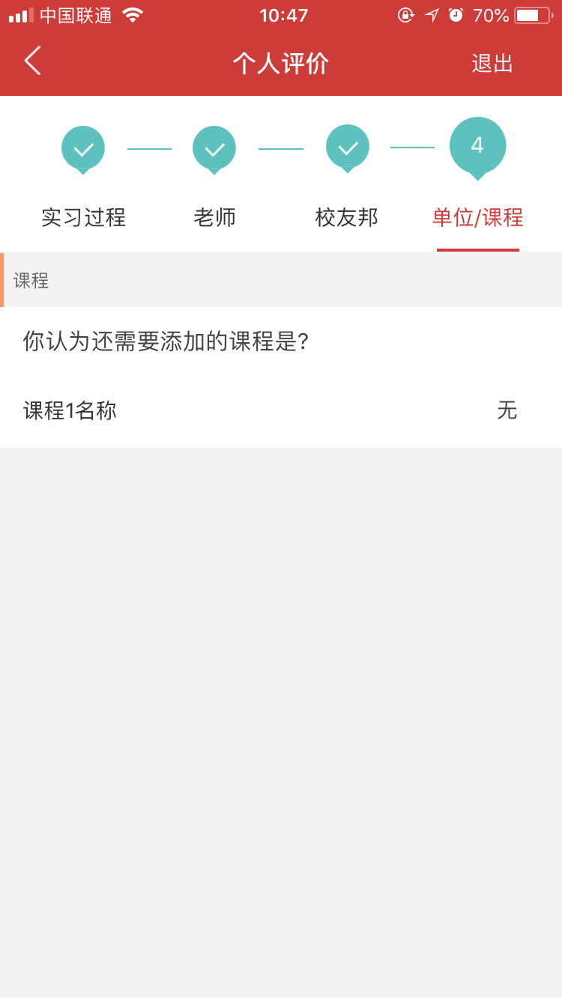 中国联通 10:47 70%
个人评价 退出
4
实习过程 老师 校友邦 单位/课程
课程
你认为还需要添加的课程是?
课程1名称 无